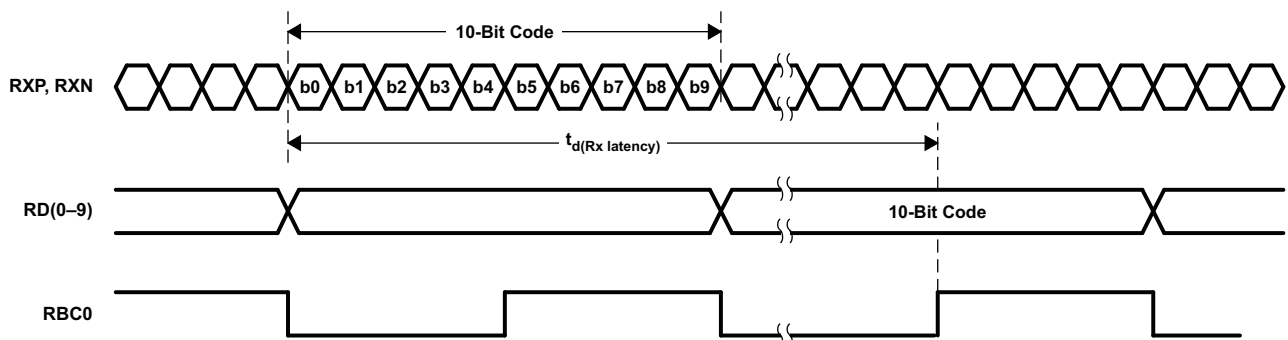 10-Bit Code
RXP, RXN
b0 b1 b2 b3 b4 b5 b6 b7 b8 b9
td(Rx latency)
RD(0–9)
10-Bit Code
RBC0